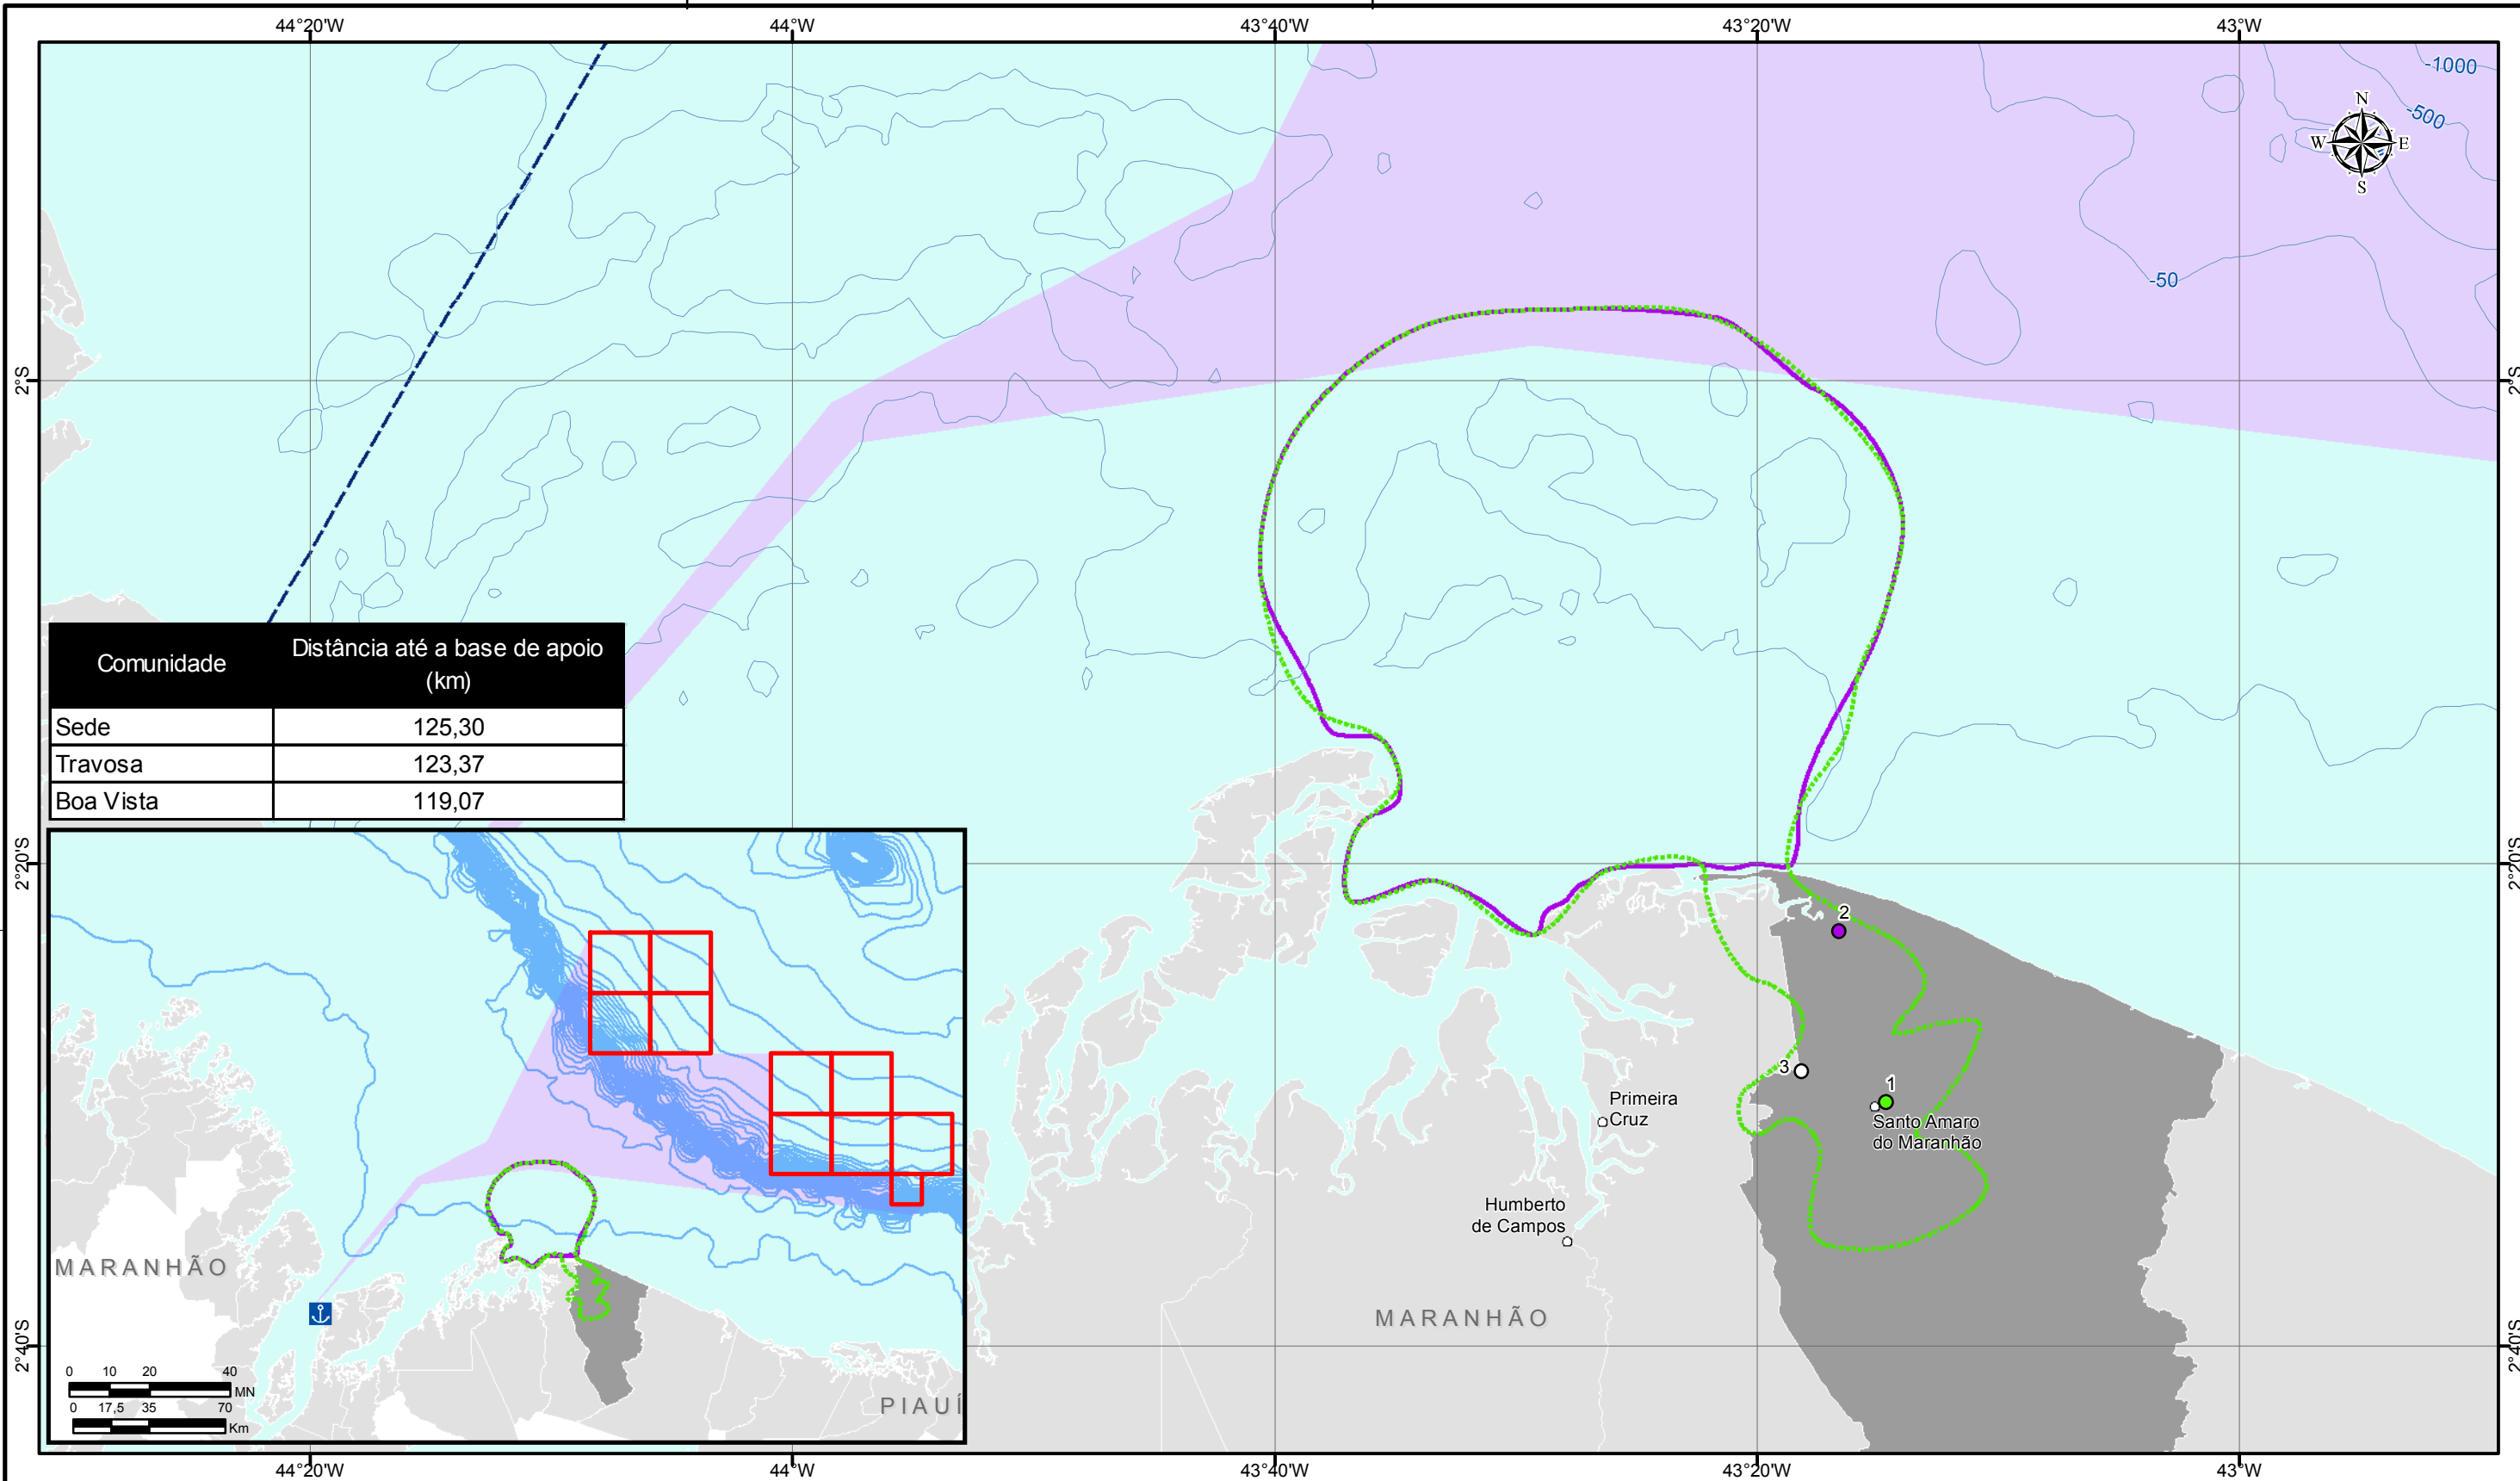 44°20'W
44°W
43°40'W
43°20'W
43°W
-1000
-500
N
W
E
S
-50
2°S
2°S
Comunidade
Distância até a base de apoio
(km)
Sede
125,30
Travosa
123,37
Boa Vista
119,07
2°20'S
2°20'S
2
3
1
Primeira
Cruz
Santo Amaro
do Maranhão
Humberto
de Campos
MARANHÃO
MARANHÃO
PIAUÍ
0 10 20 40
MN
0 17,5 35 70
Km
2°40'S
2°40'S
44°20'W
44°W
43°40'W
43°20'W
43°W